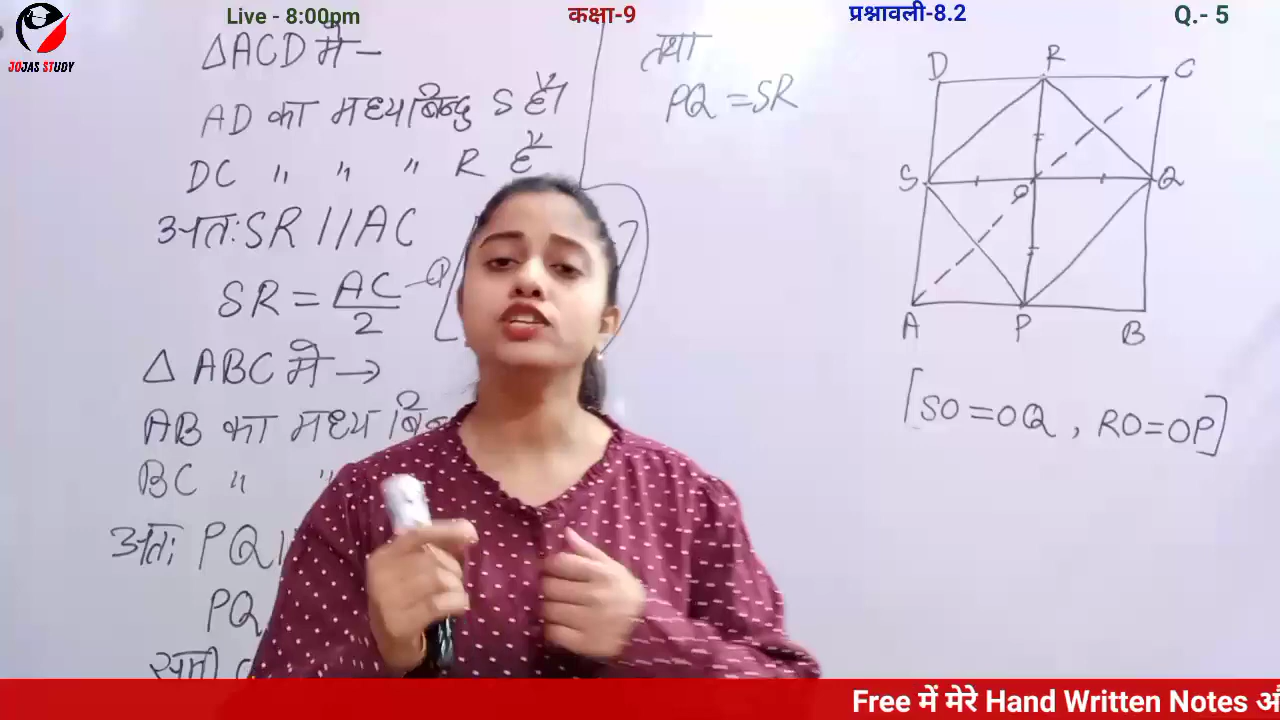 Live - 8:00pm
कक्षा-9
प्रश्नावली-8.2
Q.- 5
JOJAS STUDY
ΔACD में -
AD का मध्य बिन्दु S है।
DC " " " R है
अतः SR // AC
SR = AC/2
Δ ABC में →
AB का मध्य
BC " "
अतः PQ
PQ
तथा
PQ = SR
D R C
S O Q
A P B
[SO = OQ, RO = OP]
Free में मेरे Hand Written Notes